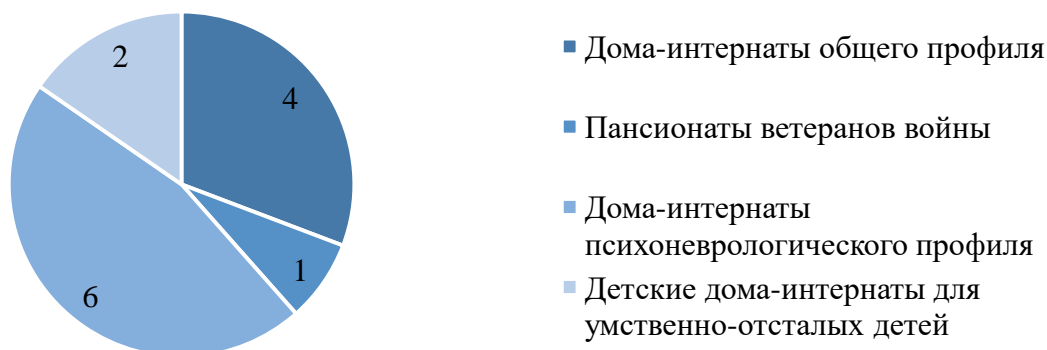 2
4
1
6
Дома-интернаты общего профиля
Пансионаты ветеранов войны
Дома-интернаты
психоневрологического профиля
Детские дома-интернаты для
умственно-отсталых детей